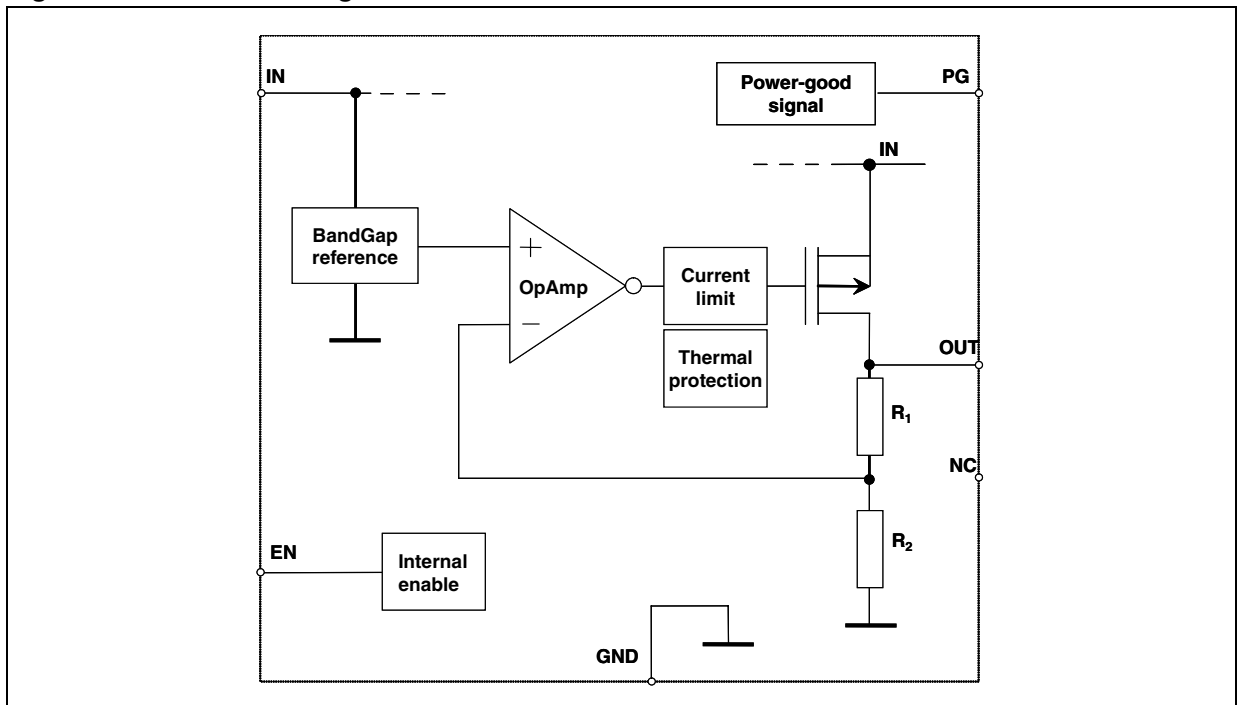 IN
PG
Power-good
signal
IN
BandGap
reference
+
OpAmp
−
Current
limit
Thermal
protection
OUT
R₁
NC
R₂
EN
Internal
enable
GND